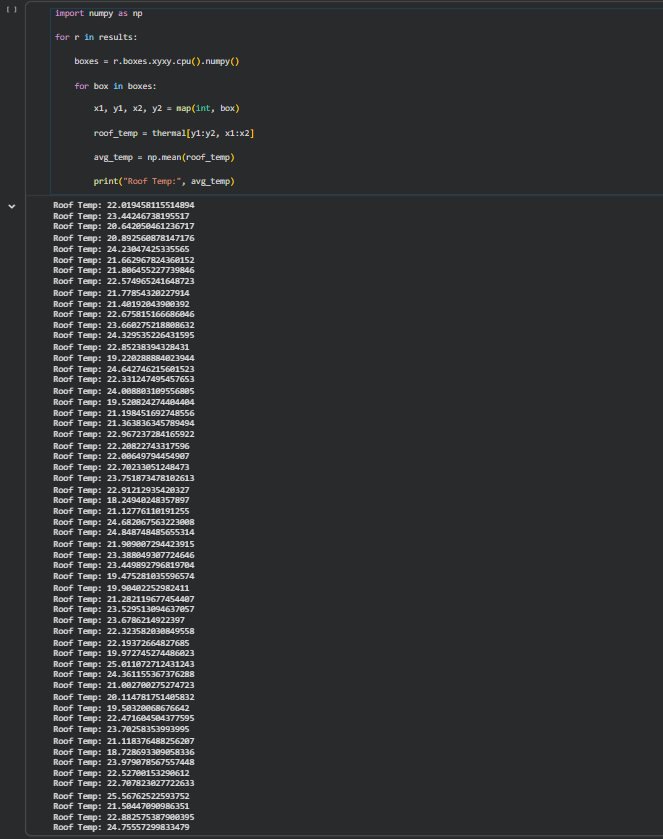 [ ]
import numpy as np
for r in results:
boxes = r.boxes.xyxy.cpu().numpy()
for box in boxes:
x1, y1, x2, y2 = map(int, box)
roof_temp = thermal[y1:y2, x1:x2]
avg_temp = np.mean(roof_temp)
print("Roof Temp:", avg_temp)
Roof Temp: 22.019458115514894
Roof Temp: 23.44246738195517
Roof Temp: 20.642050461236717
Roof Temp: 20.892560878147176
Roof Temp: 24.23047425335565
Roof Temp: 21.662967824360152
Roof Temp: 21.806455227739846
Roof Temp: 22.574965241648723
Roof Temp: 21.77854320227914
Roof Temp: 21.40192043900392
Roof Temp: 22.675815166686046
Roof Temp: 23.660275218808632
Roof Temp: 24.329535226431595
Roof Temp: 22.85238394328431
Roof Temp: 19.220288884023944
Roof Temp: 24.642746215601523
Roof Temp: 22.331247495457653
Roof Temp: 24.008803109556805
Roof Temp: 19.520824274404404
Roof Temp: 21.198451692748556
Roof Temp: 21.363836345789494
Roof Temp: 22.967237284165922
Roof Temp: 22.20822743317596
Roof Temp: 22.00649794454907
Roof Temp: 22.70233051248473
Roof Temp: 23.751873478102613
Roof Temp: 22.91212935420327
Roof Temp: 18.24940248357897
Roof Temp: 21.12776110191255
Roof Temp: 24.682067563223008
Roof Temp: 24.848748485655314
Roof Temp: 21.909007294423915
Roof Temp: 23.388049307724646
Roof Temp: 23.449892796819704
Roof Temp: 19.475281035596574
Roof Temp: 19.90402252982411
Roof Temp: 21.282119677454407
Roof Temp: 23.529513094637057
Roof Temp: 23.6786214922397
Roof Temp: 22.323582030849558
Roof Temp: 22.19372664827685
Roof Temp: 19.972745274486023
Roof Temp: 25.011072712431243
Roof Temp: 24.361155367376288
Roof Temp: 21.002700275274723
Roof Temp: 20.114781751405832
Roof Temp: 19.50320068676642
Roof Temp: 22.471604504377595
Roof Temp: 23.70258353993995
Roof Temp: 21.118376488256207
Roof Temp: 18.728693309058336
Roof Temp: 23.979078567557448
Roof Temp: 22.52700153290612
Roof Temp: 22.707823027722633
Roof Temp: 25.56762522593752
Roof Temp: 21.50447090986351
Roof Temp: 22.882575387900395
Roof Temp: 24.75557299833479